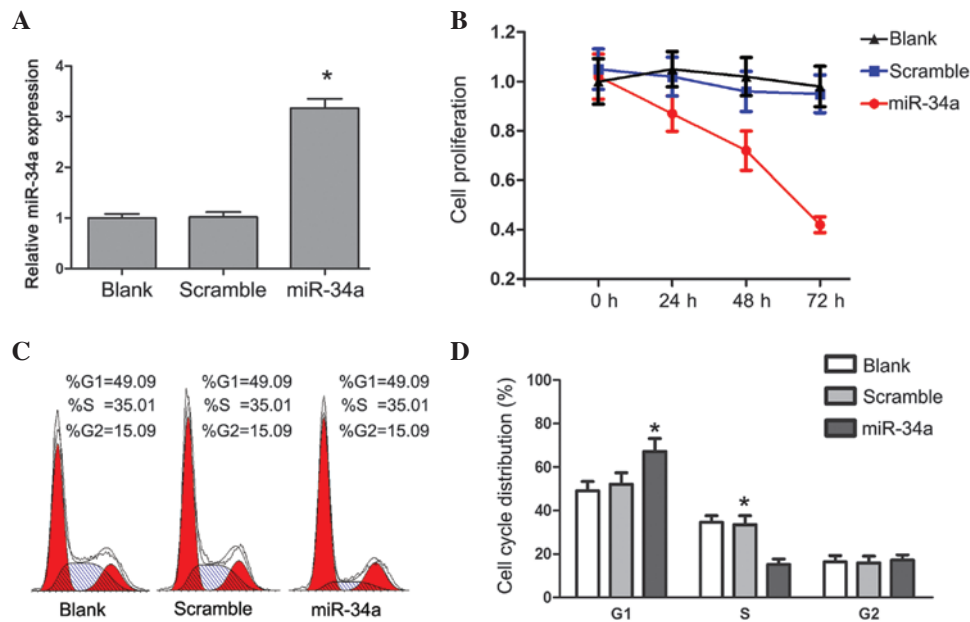 A
Relative miR-34a expression
4
3
2
1
0
*
Blank Scramble miR-34a
B
Cell proliferation
1.2
1.0
0.8
0.6
0.4
0.2
0 h 24 h 48 h 72 h
Blank
Scramble
miR-34a
C
%G1=49.09
%S =35.01
%G2=15.09
%G1=49.09
%S =35.01
%G2=15.09
%G1=49.09
%S =35.01
%G2=15.09
Blank Scramble miR-34a
D
Cell cycle distribution (%)
100
80
60
40
20
0
*
*
G1 S G2
Blank
Scramble
miR-34a